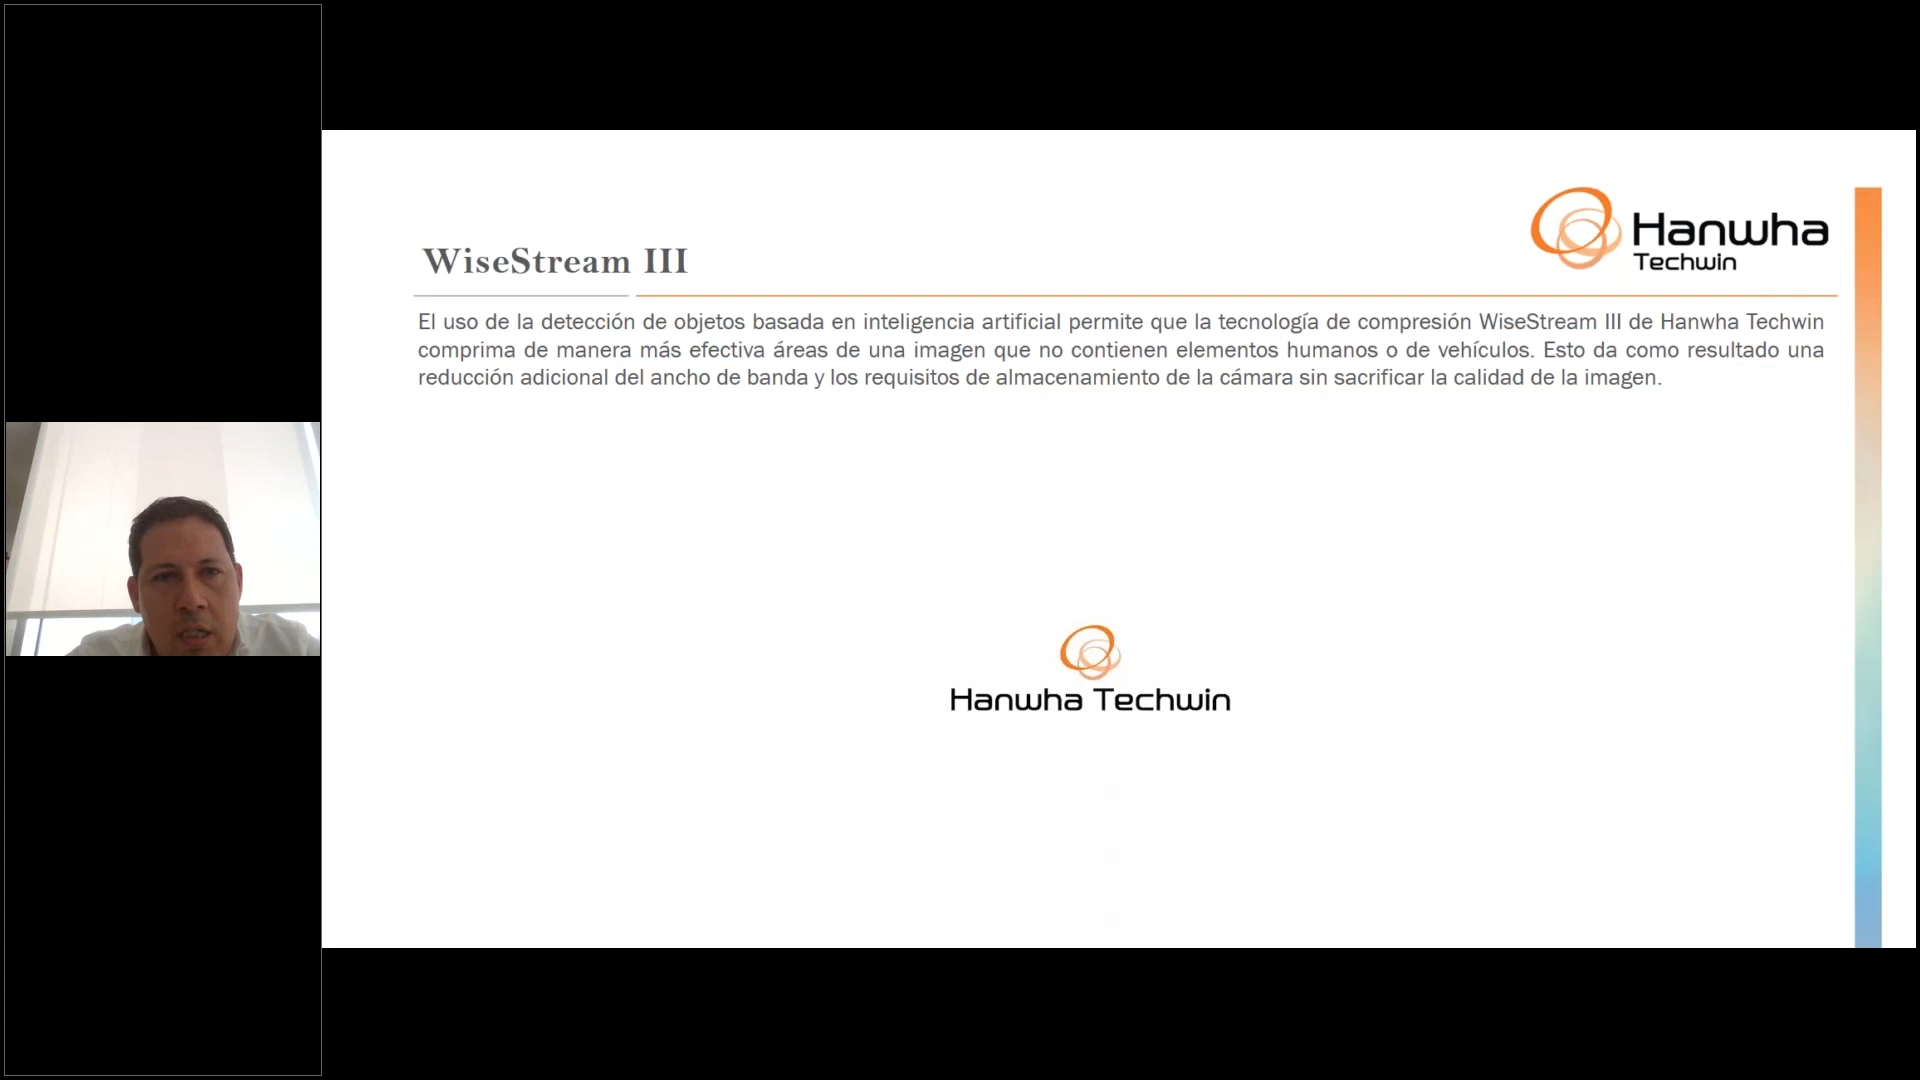 Hanwha
Techwin
WiseStream III
El uso de la detección de objetos basada en inteligencia artificial permite que la tecnología de compresión WiseStream III de Hanwha Techwin
comprima de manera más efectiva áreas de una imagen que no contienen elementos humanos o de vehículos. Esto da como resultado una
reducción adicional del ancho de banda y los requisitos de almacenamiento de la cámara sin sacrificar la calidad de la imagen.
Hanwha Techwin